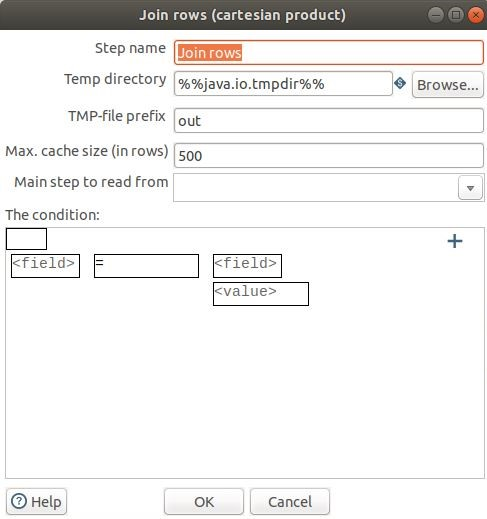 Join rows (cartesian product)
Step name Join rows
Temp directory %%java.io.tmpdir%% Browse...
TMP-file prefix out
Max. cache size (in rows) 500
Main step to read from
The condition:
<field> = <field>
<value>
Help OK Cancel